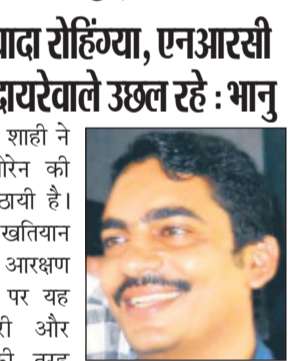 रोहिंग्या, एनआरसी
दायरेवाले उछल रहे : भानु
शाही ने
की
है।
खतियान
आरक्षण
पर यह
और